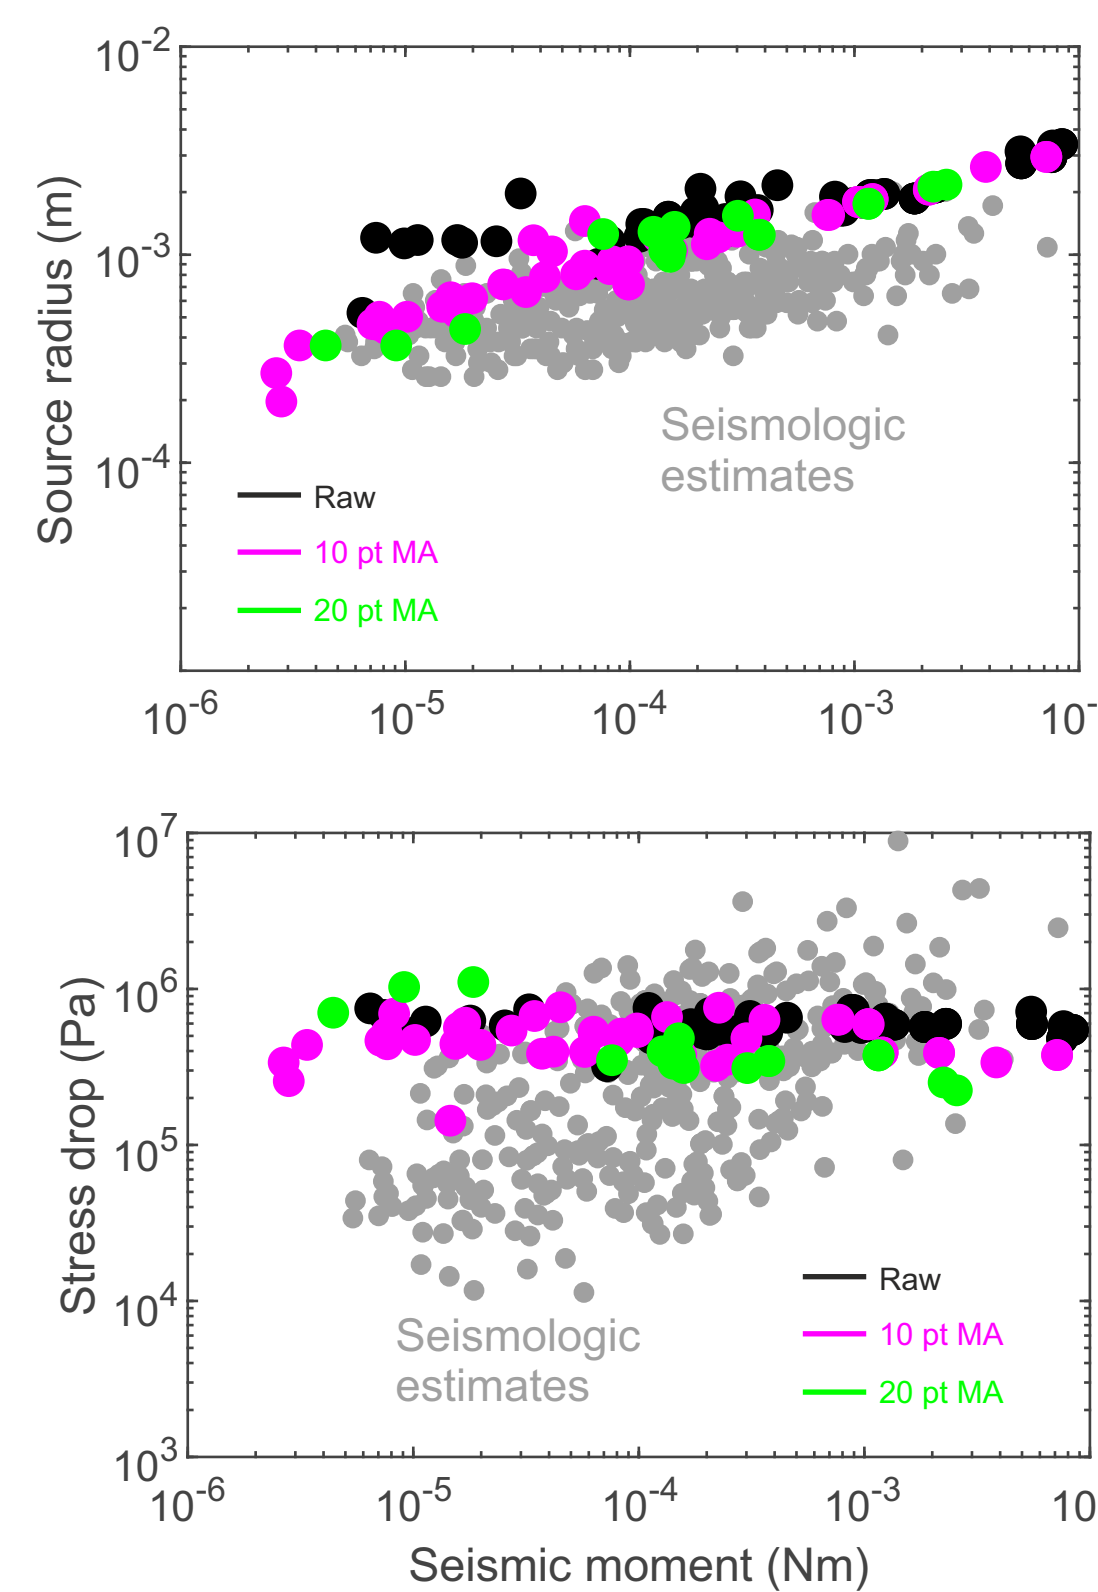 10-2
10-3
10-4
Source radius (m)
Seismologic
estimates
Raw
10 pt MA
20 pt MA
10-6 10-5 10-4 10-3 10-
107
106
105
104
103
Stress drop (Pa)
Raw
10 pt MA
20 pt MA
Seismologic
estimates
10-6 10-5 10-4 10-3 10
Seismic moment (Nm)